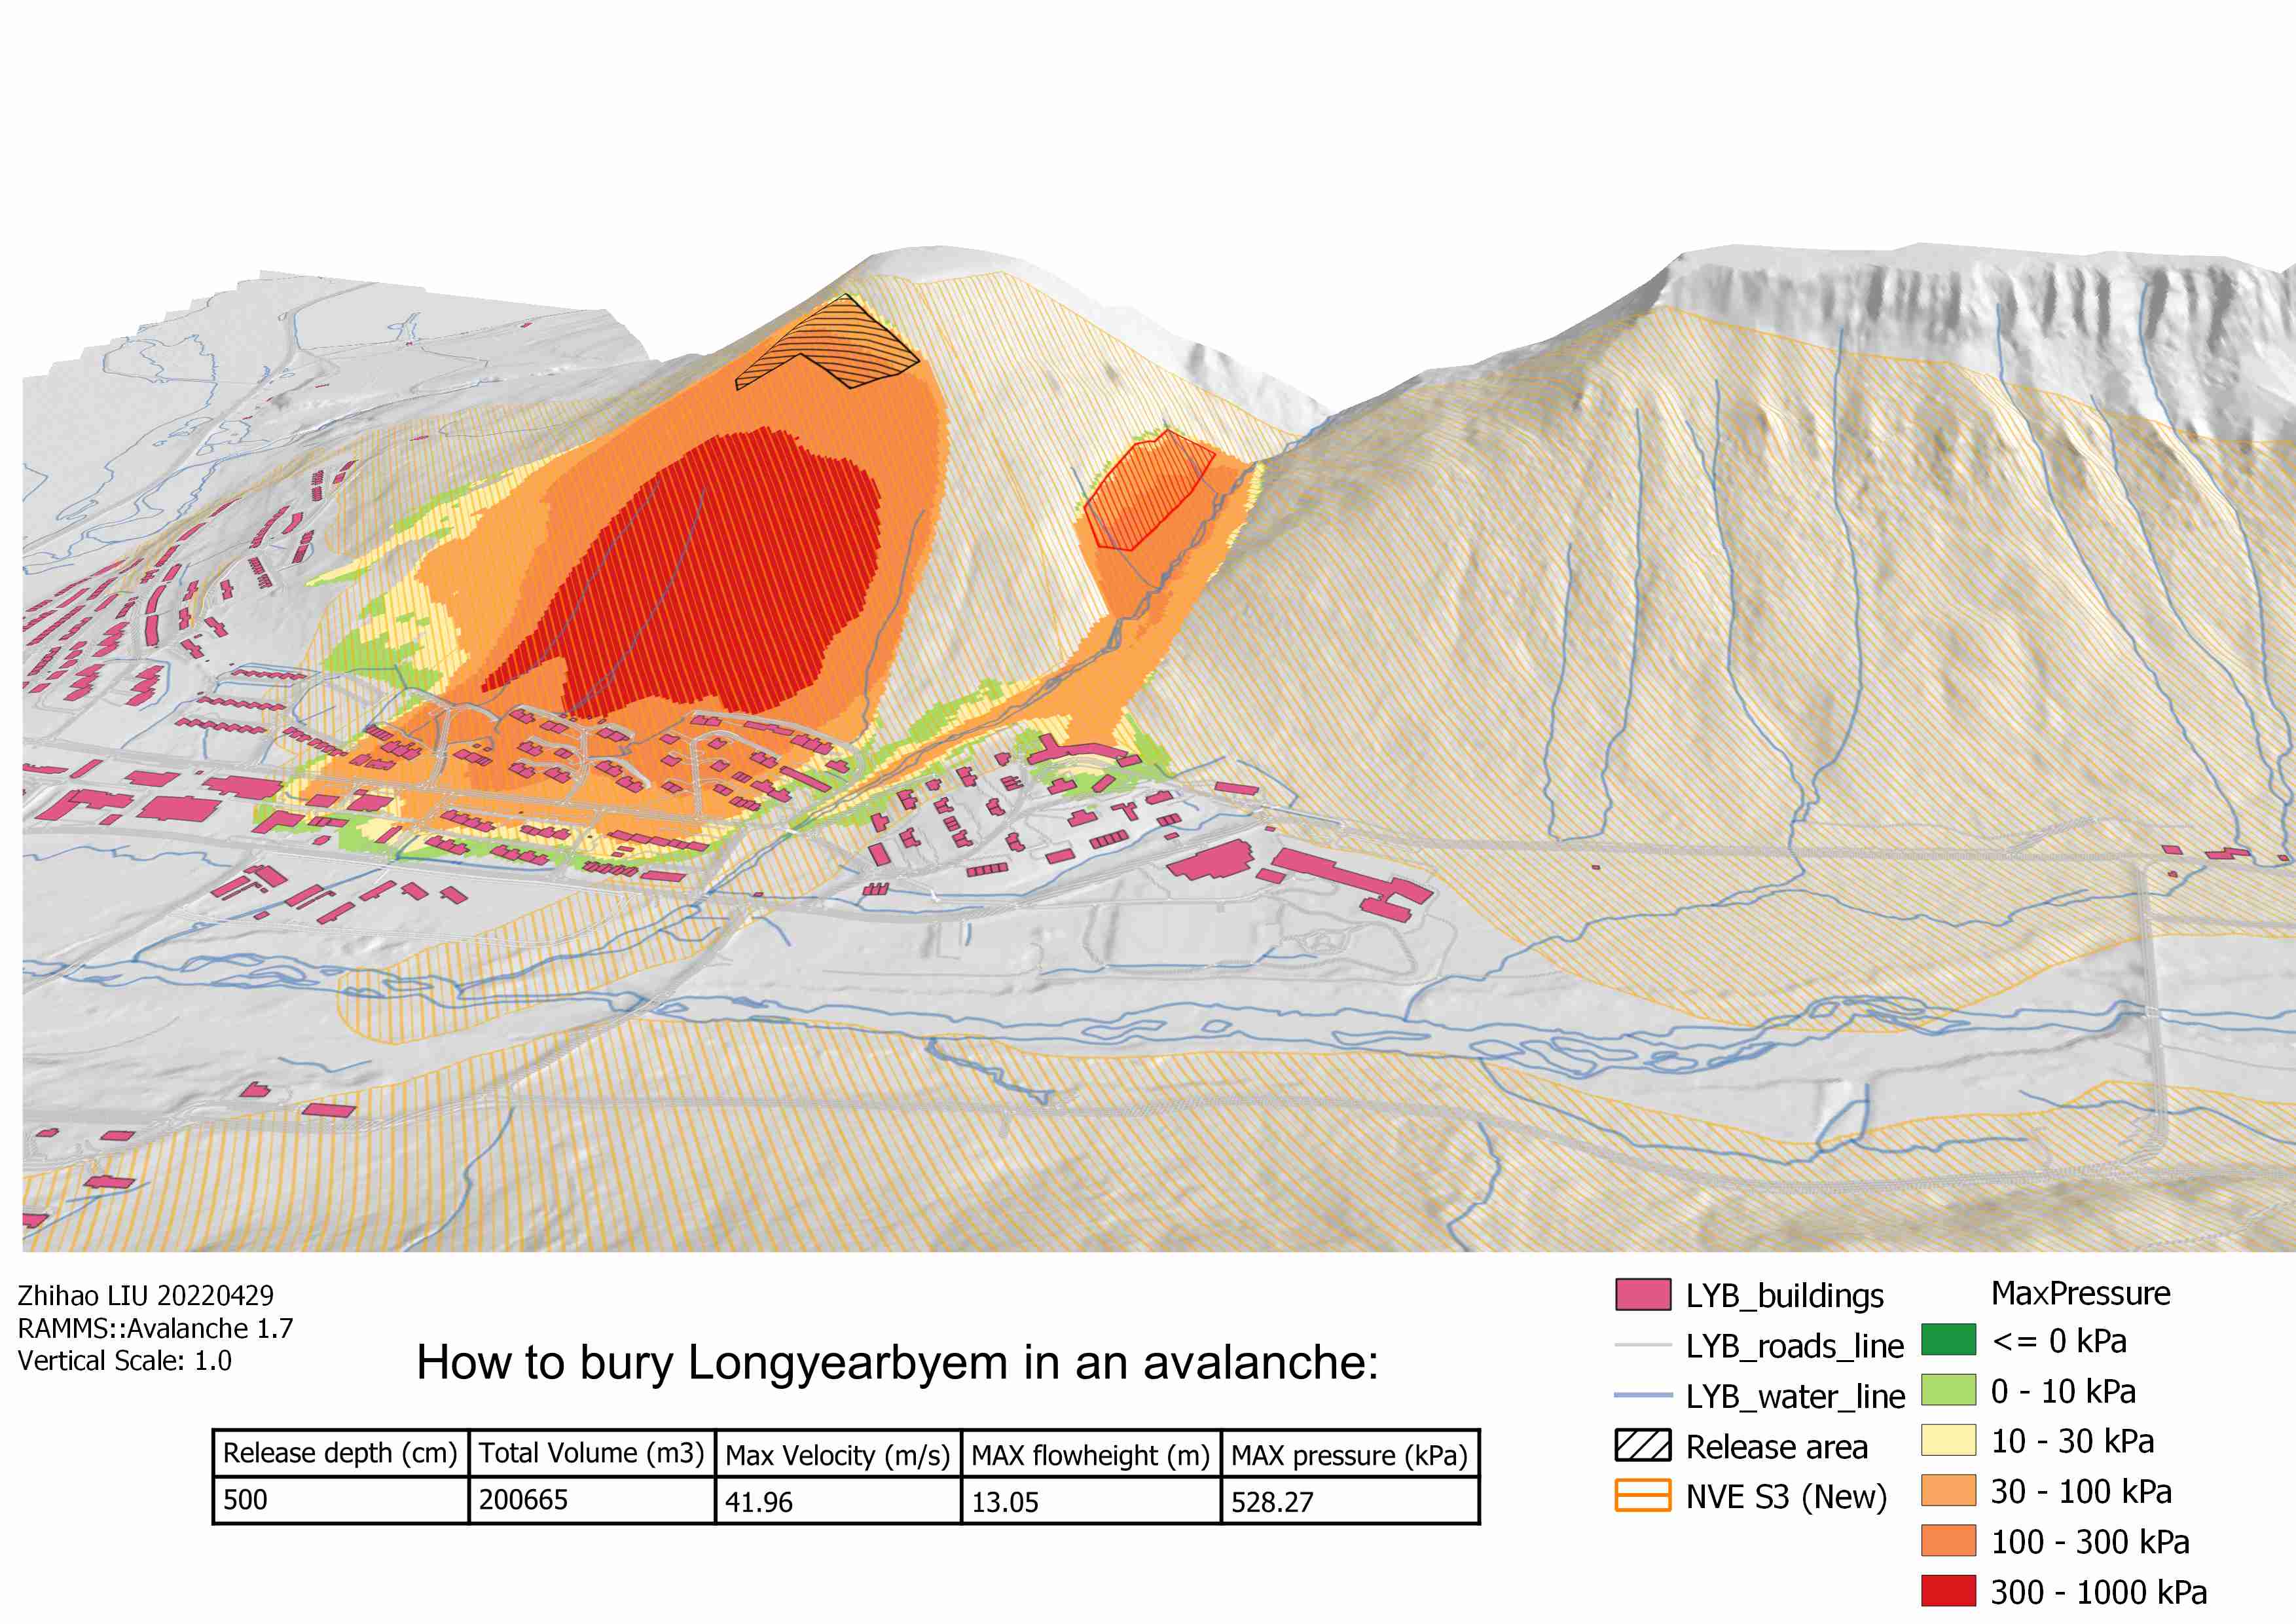 Zhihao LIU 20220429
RAMMS::Avalanche 1.7
Vertical Scale: 1.0
How to bury Longyearbyem in an avalanche:
Release depth (cm) Total Volume (m3) Max Velocity (m/s) MAX flowheight (m) MAX pressure (kPa)
500 200665 41.96 13.05 528.27
LYB_buildings
LYB_roads_line
LYB_water_line
Release area
NVE S3 (New)
MaxPressure
<= 0 kPa
0 - 10 kPa
10 - 30 kPa
30 - 100 kPa
100 - 300 kPa
300 - 1000 kPa